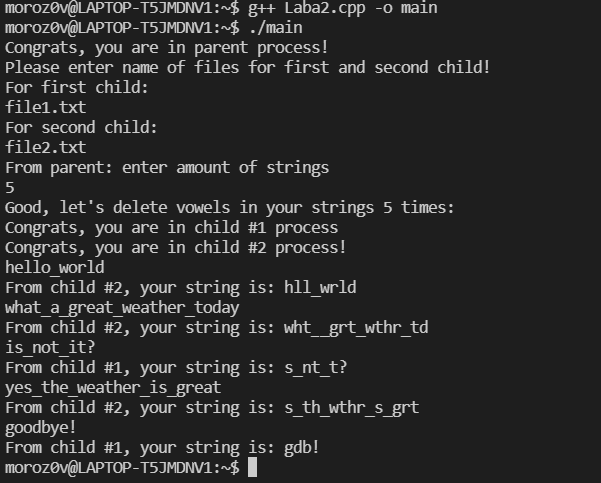 moroz0v@LAPTOP-T5JMDNV1:~$ g++ Laba2.cpp -o main
moroz0v@LAPTOP-T5JMDNV1:~$ ./main
Congrats, you are in parent process!
Please enter name of files for first and second child!
For first child:
file1.txt
For second child:
file2.txt
From parent: enter amount of strings
5
Good, let's delete vowels in your strings 5 times:
Congrats, you are in child #1 process
Congrats, you are in child #2 process!
hello_world
From child #2, your string is: hll_wrld
what_a_great_weather_today
From child #2, your string is: wht__grt_wthr_td
is_not_it?
From child #1, your string is: s_nt_t?
yes_the_weather_is_great
From child #2, your string is: s_th_wthr_s_grt
goodbye!
From child #1, your string is: gdb!
moroz0v@LAPTOP-T5JMDNV1:~$